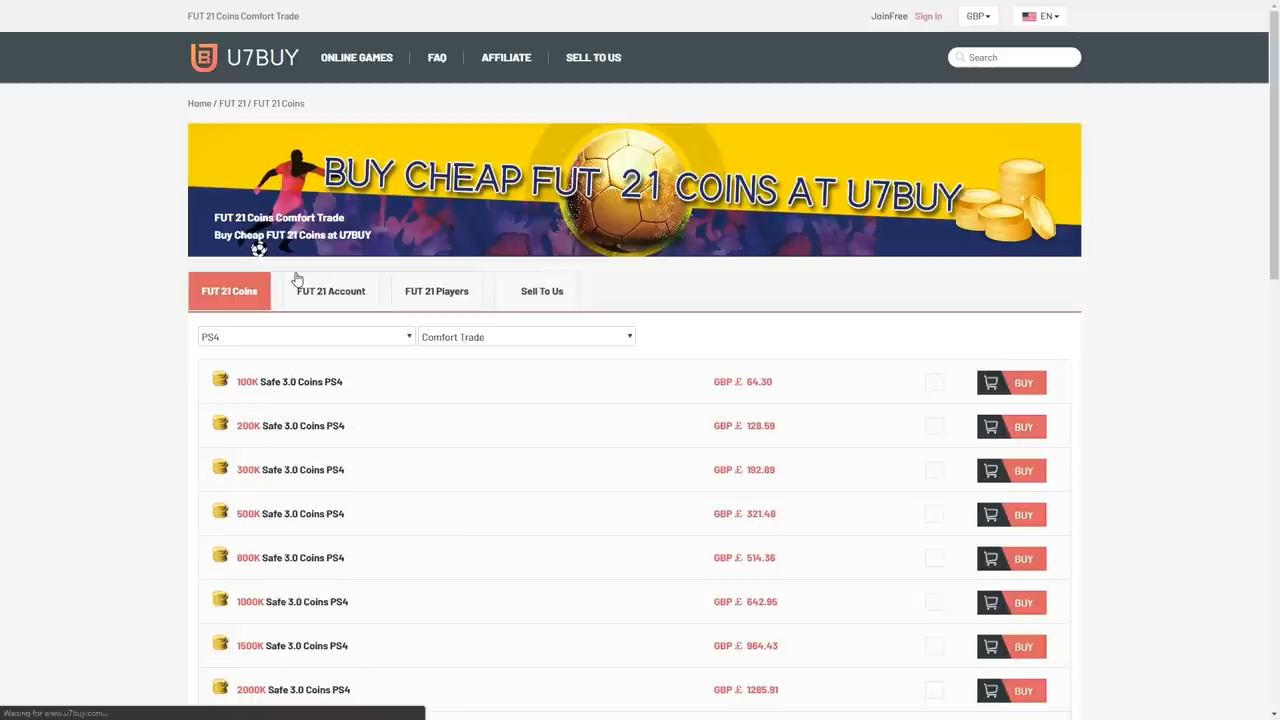 FUT 21 Coins Comfort Trade
JoinFree Sign In GBP EN
U7BUY ONLINE GAMES FAQ AFFILIATE SELL TO US Search
Home / FUT 21 / FUT 21 Coins
BUY CHEAP FUT 21 COINS AT U7BUY
FUT 21 Coins Comfort Trade
Buy Cheap FUT 21 Coins at U7BUY
FUT 21 Coins FUT 21 Account FUT 21 Players Sell To Us
PS4 Comfort Trade
100K Safe 3.0 Coins PS4 GBP £ 64.30 BUY
200K Safe 3.0 Coins PS4 GBP £ 128.59 BUY
300K Safe 3.0 Coins PS4 GBP £ 192.89 BUY
500K Safe 3.0 Coins PS4 GBP £ 321.48 BUY
800K Safe 3.0 Coins PS4 GBP £ 514.36 BUY
1000K Safe 3.0 Coins PS4 GBP £ 642.95 BUY
1500K Safe 3.0 Coins PS4 GBP £ 964.43 BUY
2000K Safe 3.0 Coins PS4 GBP £ 1285.91 BUY
Waiting for www.u7buy.com...